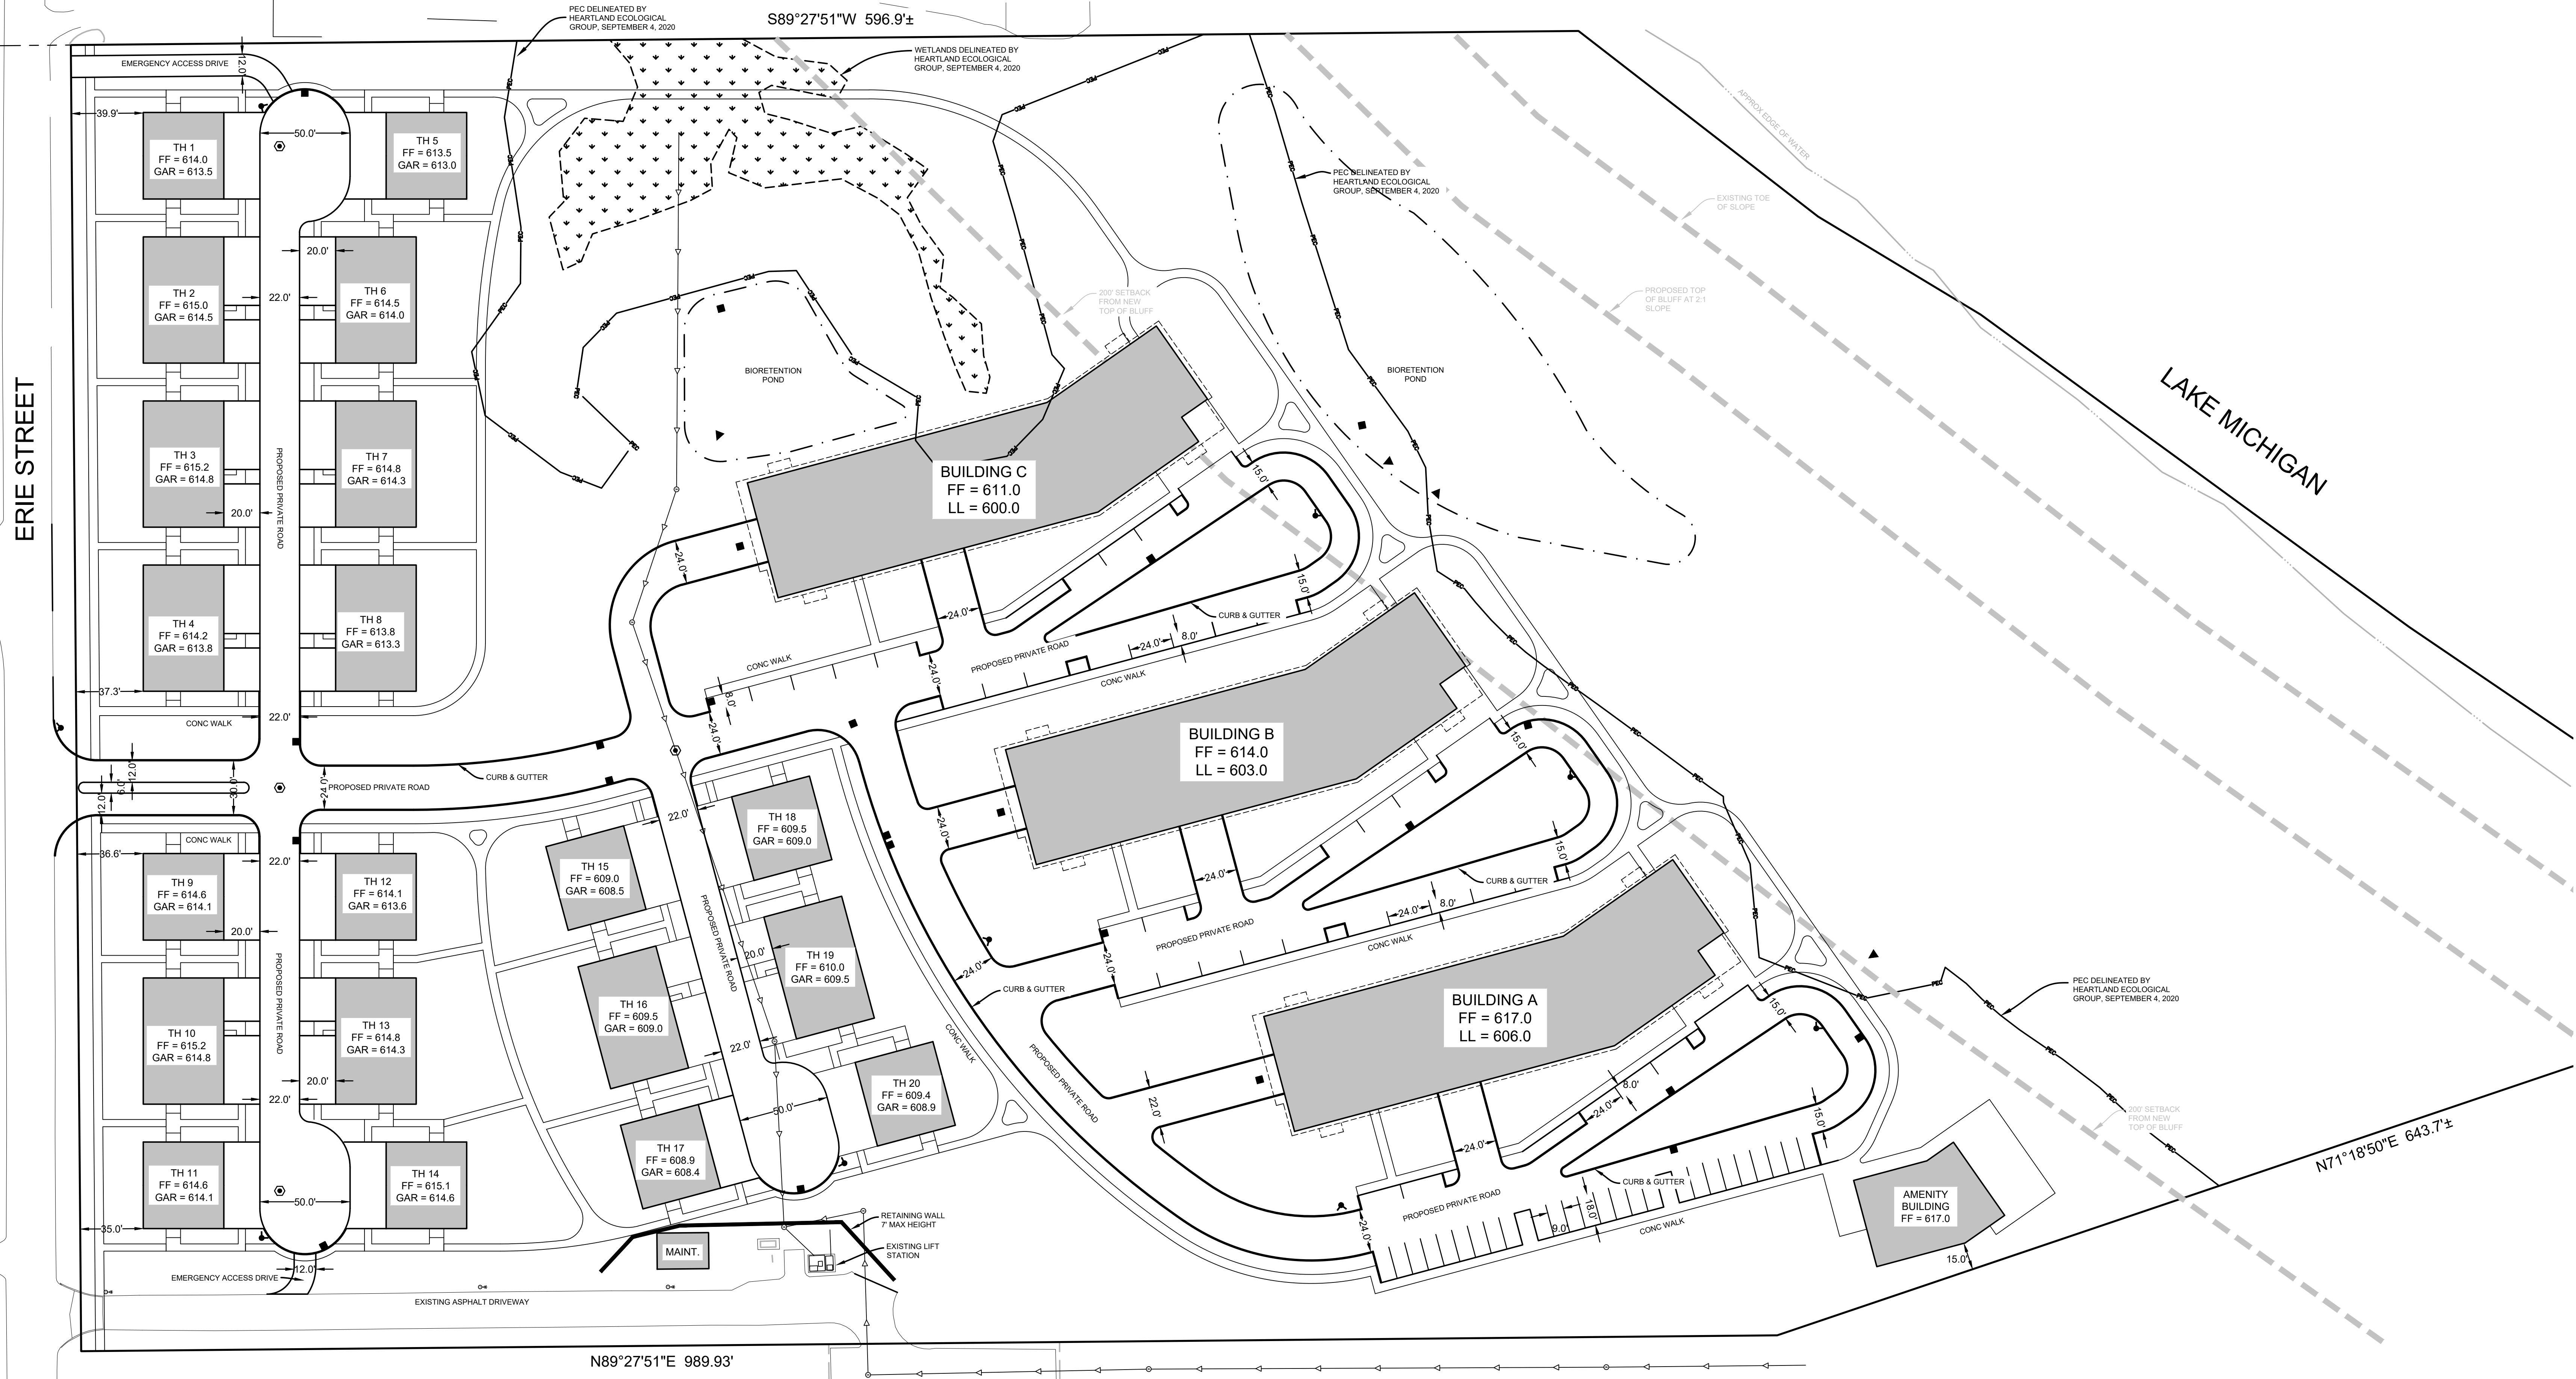 S89°27'51"W 596.9'±
PEC DELINEATED BY
HEARTLAND ECOLOGICAL
GROUP, SEPTEMBER 4, 2020
WETLANDS DELINEATED BY
HEARTLAND ECOLOGICAL
GROUP, SEPTEMBER 4, 2020
EMERGENCY ACCESS DRIVE
12.0'
39.9'
50.0'
TH 1
FF = 614.0
GAR = 613.5
TH 5
FF = 613.5
GAR = 613.0
PEC DELINEATED BY
HEARTLAND ECOLOGICAL
GROUP, SEPTEMBER 4, 2020
APPROX EDGE OF WATER
EXISTING TOE
OF SLOPE
PROPOSED TOP
OF BLUFF AT 2:1
SLOPE
200' SETBACK
FROM NEW
TOP OF BLUFF
20.0'
22.0'
TH 2
FF = 615.0
GAR = 614.5
TH 6
FF = 614.5
GAR = 614.0
BIORETENTION
POND
BIORETENTION
POND
LAKE MICHIGAN
ERIE STREET
TH 3
FF = 615.2
GAR = 614.8
PROPOSED PRIVATE ROAD
TH 7
FF = 614.8
GAR = 614.3
20.0'
BUILDING C
FF = 611.0
LL = 600.0
15.0'
15.0'
24.0'
24.0'
CURB & GUTTER
TH 4
FF = 614.2
GAR = 613.8
TH 8
FF = 613.8
GAR = 613.3
37.3'
22.0'
CONC WALK
CONC WALK
8.0'
24.0'
24.0'
PROPOSED PRIVATE ROAD
24.0'
8.0'
CONC WALK
12.0'
6.0'
12.0'
30.0'
24.0'
PROPOSED PRIVATE ROAD
CURB & GUTTER
BUILDING B
FF = 614.0
LL = 603.0
15.0'
15.0'
24.0'
24.0'
CURB & GUTTER
CONC WALK
36.6'
22.0'
TH 9
FF = 614.6
GAR = 614.1
TH 12
FF = 614.1
GAR = 613.6
20.0'
22.0'
TH 15
FF = 609.0
GAR = 608.5
TH 18
FF = 609.5
GAR = 609.0
PROPOSED PRIVATE ROAD
20.0'
TH 19
FF = 610.0
GAR = 609.5
24.0'
CURB & GUTTER
24.0'
PROPOSED PRIVATE ROAD
24.0'
8.0'
CONC WALK
PROPOSED PRIVATE ROAD
TH 10
FF = 615.2
GAR = 614.8
TH 13
FF = 614.8
GAR = 614.3
20.0'
22.0'
TH 16
FF = 609.5
GAR = 609.0
22.0'
CONC WALK
PROPOSED PRIVATE ROAD
BUILDING A
FF = 617.0
LL = 606.0
15.0'
15.0'
8.0'
24.0'
22.0'
24.0'
PEC DELINEATED BY
HEARTLAND ECOLOGICAL
GROUP, SEPTEMBER 4, 2020
200' SETBACK
FROM NEW
TOP OF BLUFF
N71°18'50"E 643.7'±
TH 11
FF = 614.6
GAR = 614.1
TH 14
FF = 615.1
GAR = 614.6
50.0'
35.0'
TH 17
FF = 608.9
GAR = 608.4
50.0'
TH 20
FF = 609.4
GAR = 608.9
CURB & GUTTER
PROPOSED PRIVATE ROAD
24.0'
9.0'
18.0'
CONC WALK
AMENITY
BUILDING
FF = 617.0
15.0'
RETAINING WALL
7' MAX HEIGHT
MAINT.
EXISTING LIFT
STATION
12.0'
EMERGENCY ACCESS DRIVE
EXISTING ASPHALT DRIVEWAY
N89°27'51"E 989.93'